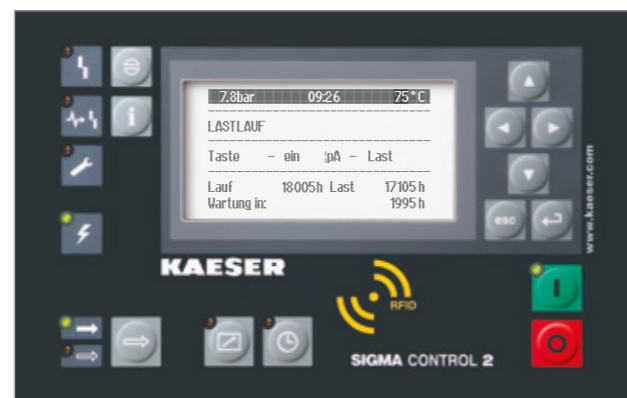 7.8bar 09:26 75°C
LASTLAUF
Taste - ein ¦pA - Last
Lauf 18005h Last 17105h
Wartung in: 1995h
esc
www.kaeser.com
KAESER
RFID
I
O
SIGMA CONTROL 2